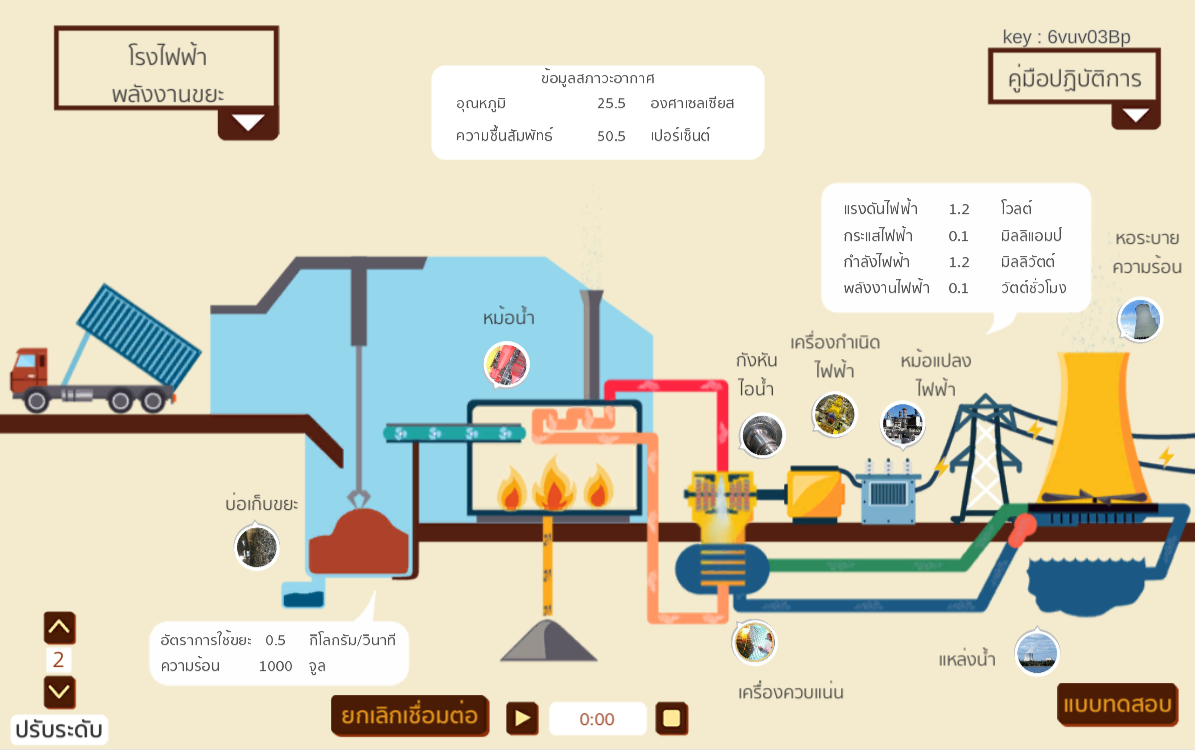 โรงไฟฟ้า
พลังงานขยะ
key : 6vuv03Bp
คู่มือปฏิบัติการ
ข้อมูลสภาวะอากาศ
อุณหภูมิ 25.5 องศาเซลเซียส
ความชื้นสัมพัทธ์ 50.5 เปอร์เซ็นต์
แรงดันไฟฟ้า 1.2 โวลต์
กระแสไฟฟ้า 0.1 มิลลิแอมป์
กำลังไฟฟ้า 1.2 มิลลิวัตต์
พลังงานไฟฟ้า 0.1 วัตต์ชั่วโมง
หอระบาย
ความร้อน
หม้อน้ำ
กังหัน
ไอน้ำ
เครื่องกำเนิด
ไฟฟ้า
หม้อแปลง
ไฟฟ้า
บ่อเก็บขยะ
อัตราการใช้ขยะ 0.5 กิโลกรัม/วินาที
ความร้อน 1000 จูล
2
ปรับระดับ
ยกเลิกเชื่อมต่อ
0:00
เครื่องควบแน่น
แหล่งน้ำ
แบบทดสอบ